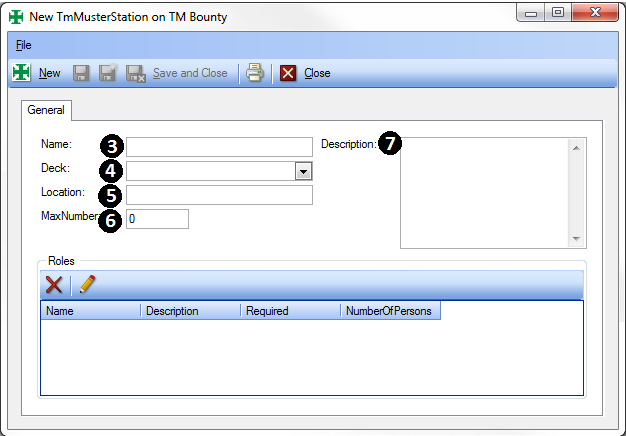 New TmMusterStation on TM Bounty
File
New Save and Close Close
General
Name: 3
Deck: 4
Location: 5
MaxNumber 6 0
Description: 7
Roles
Name Description Required NumberOfPersons